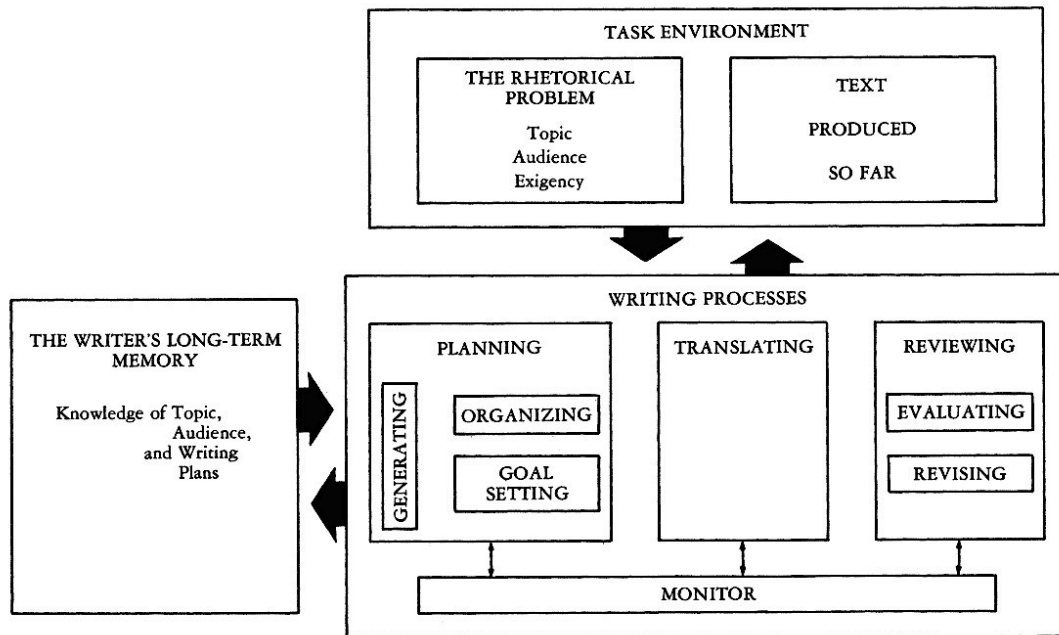 TASK ENVIRONMENT
THE RHETORICAL
PROBLEM
Topic
Audience
Exigency
TEXT
PRODUCED
SO FAR
WRITING PROCESSES
THE WRITER'S LONG-TERM
MEMORY
Knowledge of Topic,
Audience,
and Writing
Plans
PLANNING
GENERATING
ORGANIZING
GOAL
SETTING
TRANSLATING
REVIEWING
EVALUATING
REVISING
MONITOR